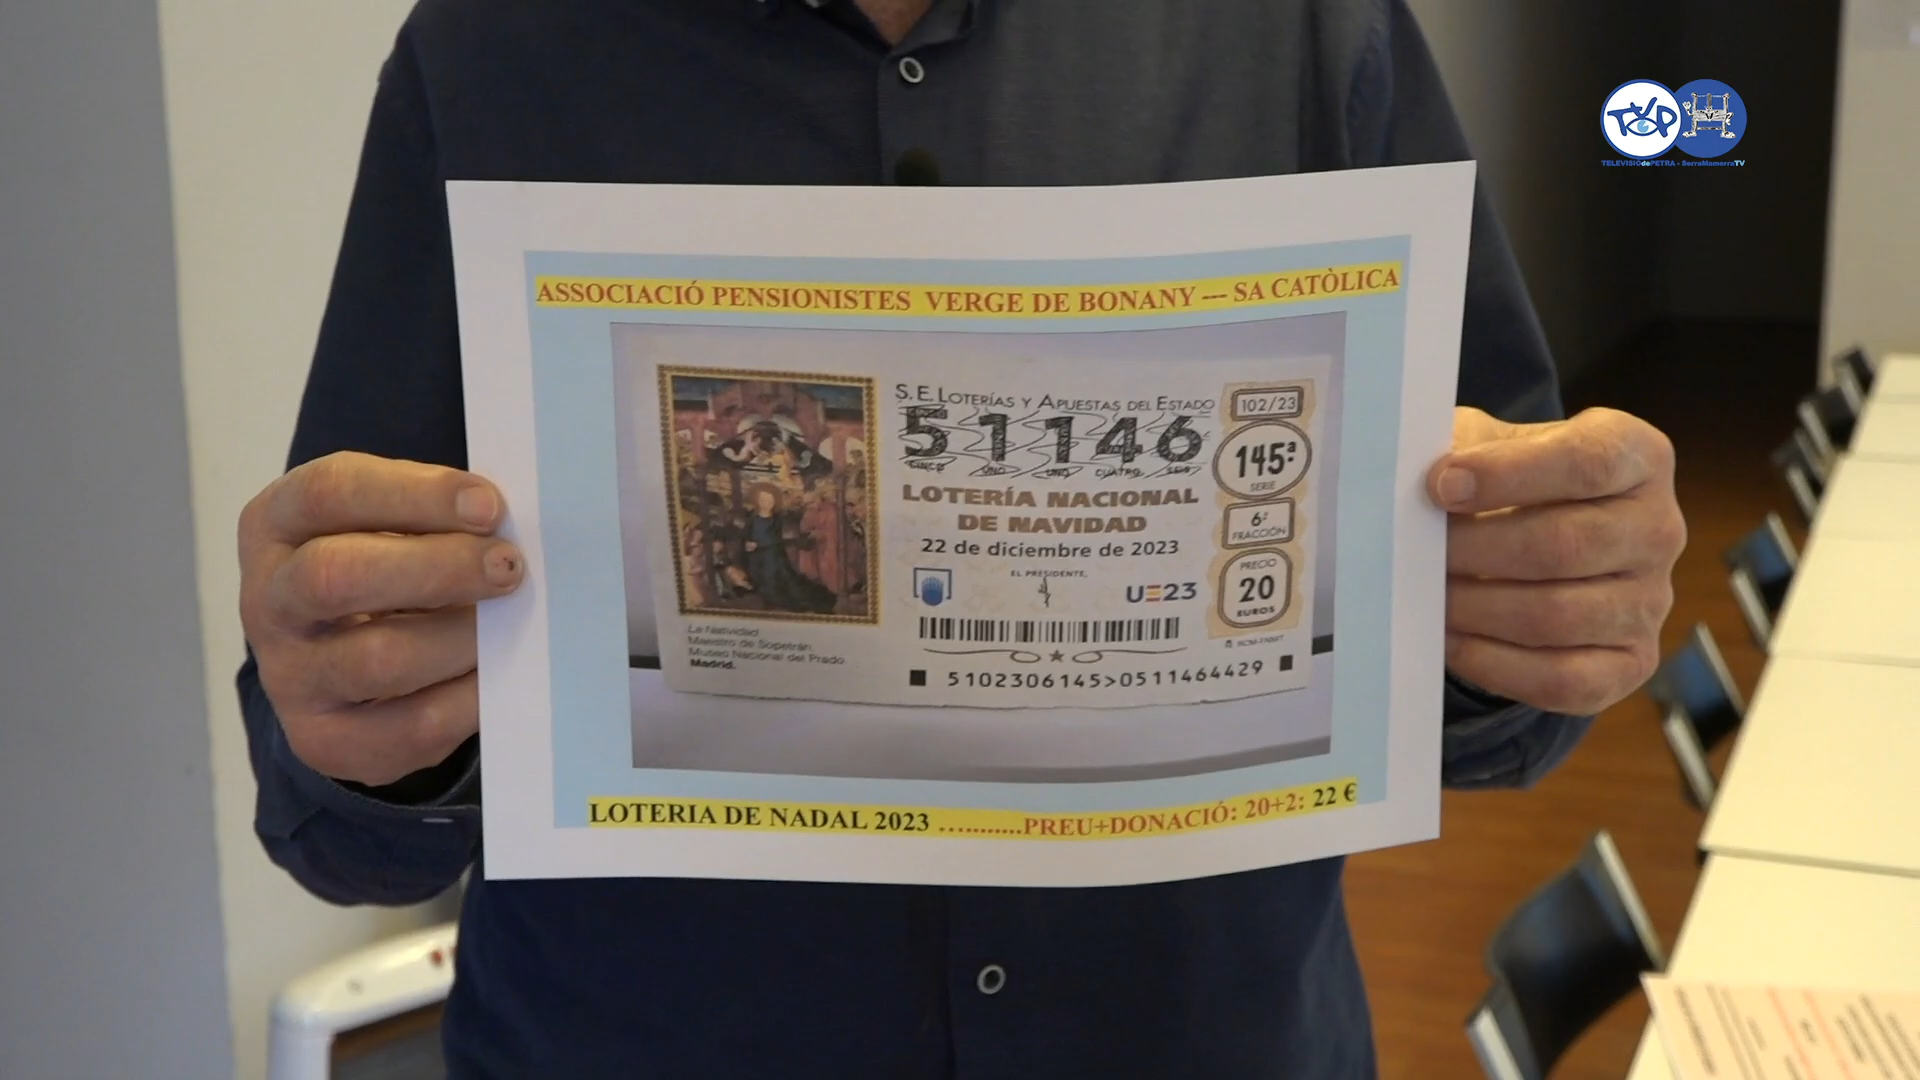 TVP
TELEVISIÓdePETRA - SerraMamerraTV
ASSOCIACIÓ PENSIONISTES VERGE DE BONANY --- SA CATÒLICA
S.E. LOTERÍAS Y APUESTAS DEL ESTADO
51146
CINCO UNO UNO CUATRO SEIS
LOTERÍA NACIONAL
DE NAVIDAD
22 de diciembre de 2023
EL PRESIDENTE,
UE23
102/23
145ª
SERIE
6ª
FRACCIÓN
PRECIO
20
EUROS
La Natividad
Maestro de Sopetrán.
Museo Nacional del Prado
Madrid.
5102306145>0511464429
LOTERIA DE NADAL 2023 ….........PREU+DONACIÓ: 20+2: 22 €